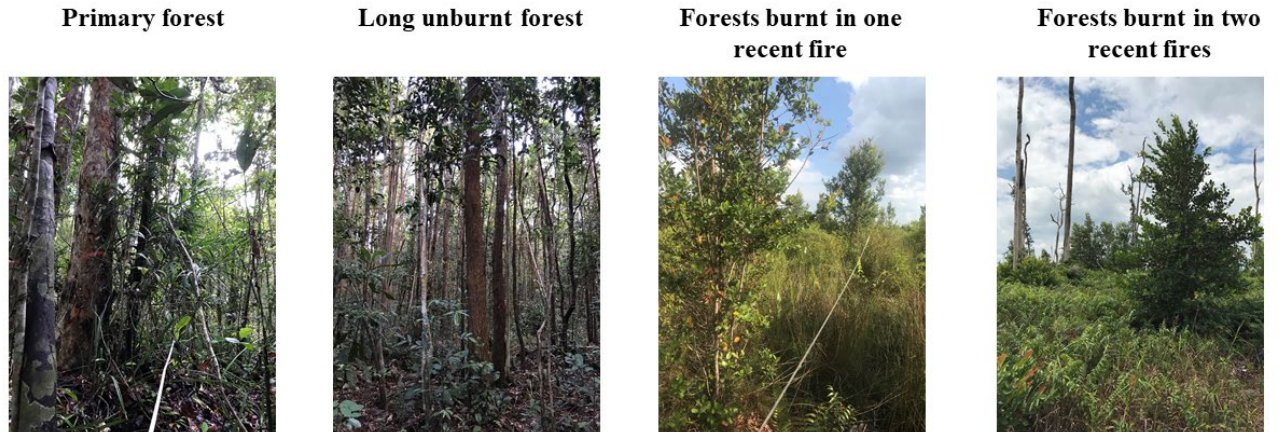 Primary forest
Long unburnt forest
Forests burnt in one
recent fire
Forests burnt in two
recent fires